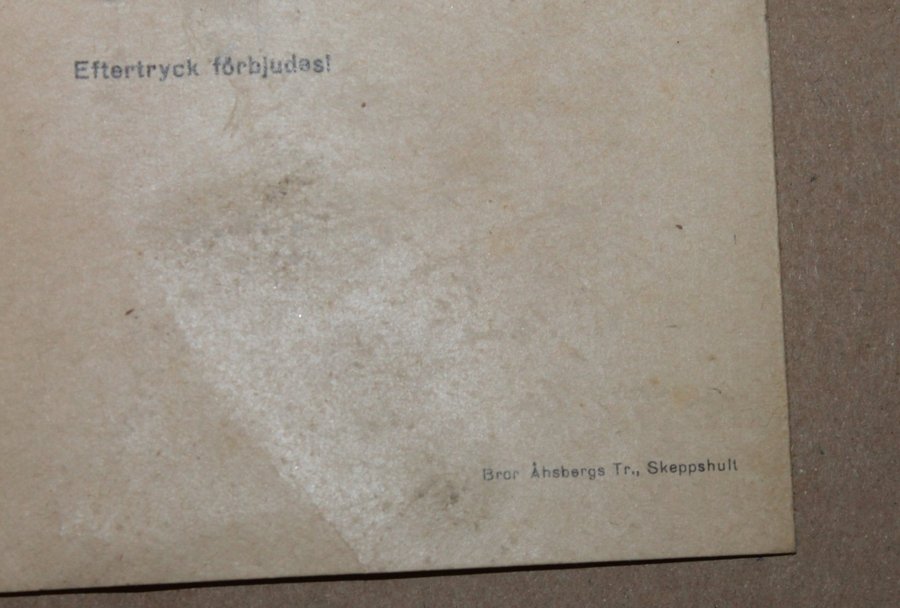 Eftertryck förbjudes!
Bror Åhsbergs Tr., Skeppshult